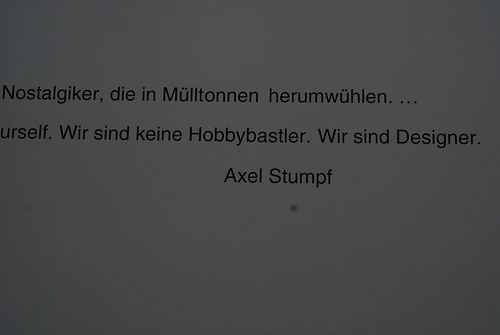 Nostalgiker, die in Mülltonnen herumwühlen. ...
urself. Wir sind keine Hobbybastler. Wir sind Designer.
Axel Stumpf